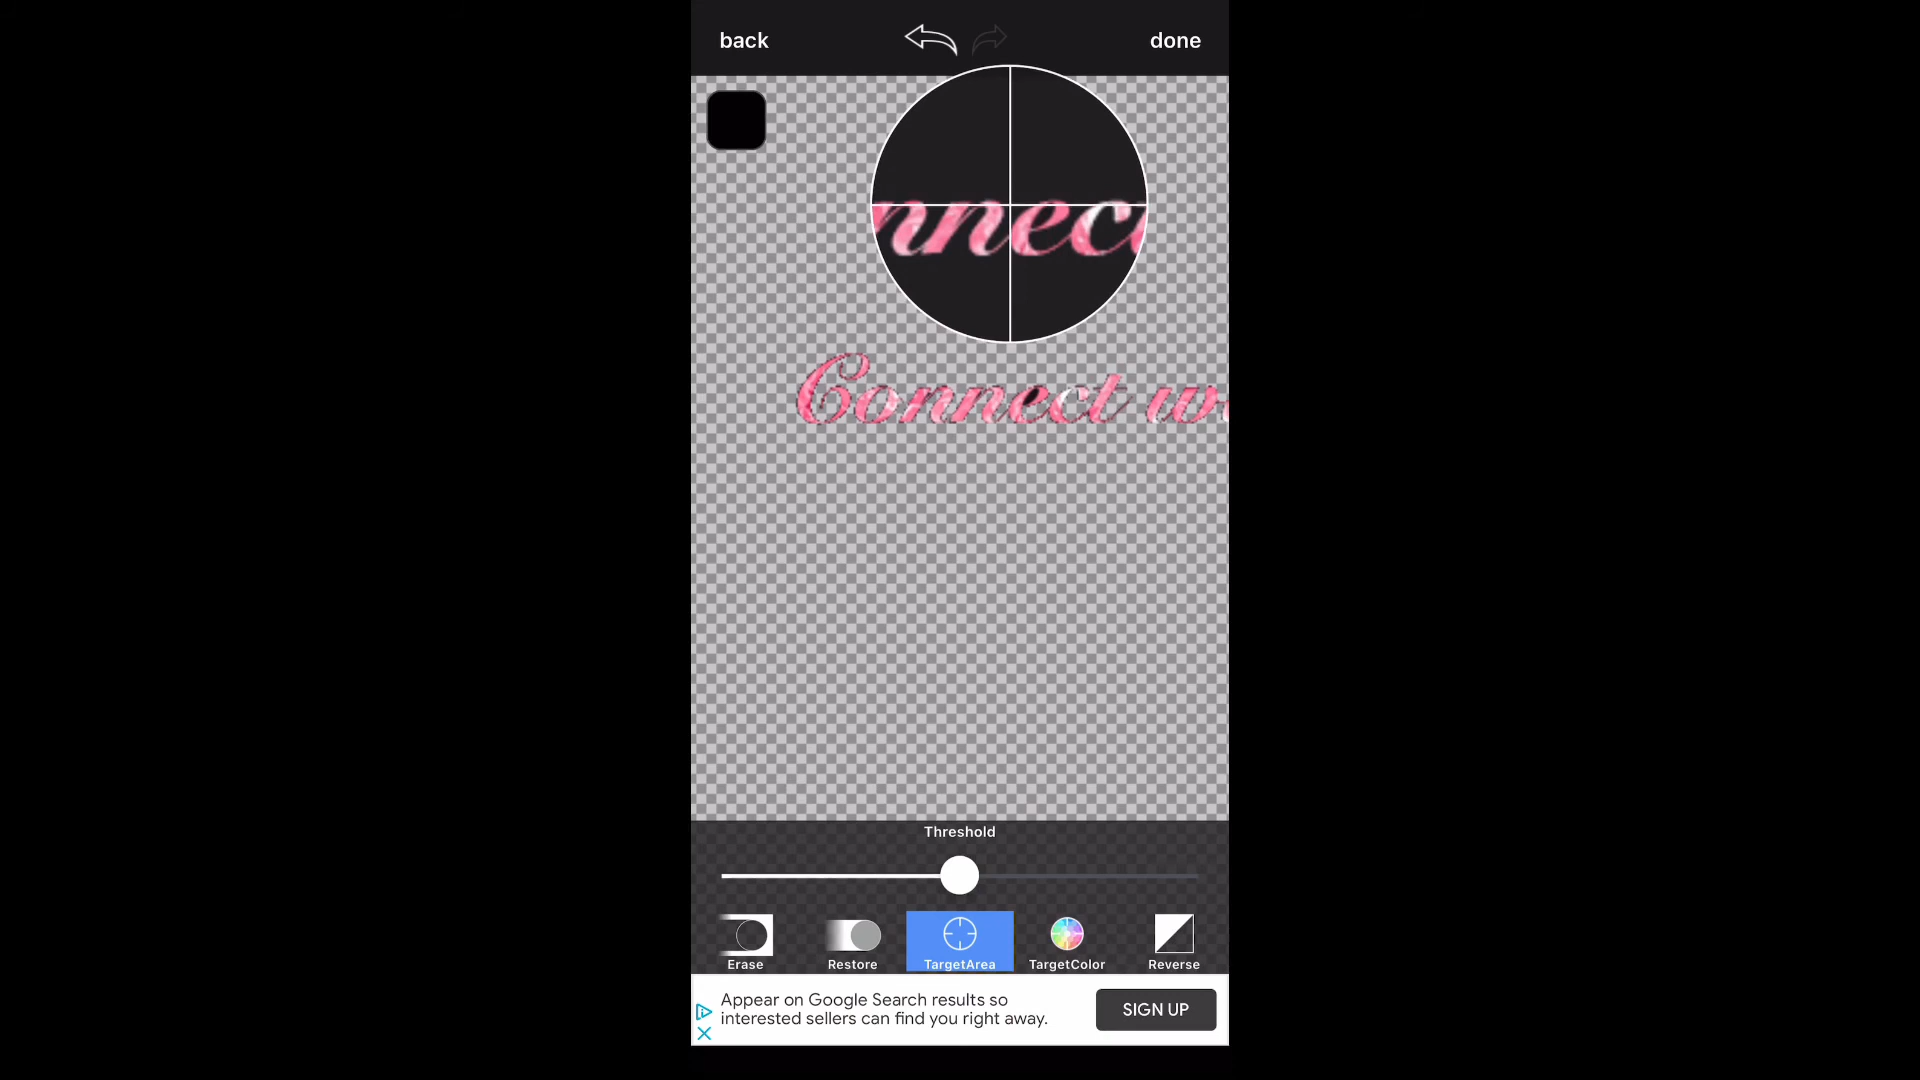 back
done
nnec
Connect w
Threshold
Erase
Restore
TargetArea
TargetColor
Reverse
Appear on Google Search results so
interested sellers can find you right away.
SIGN UP